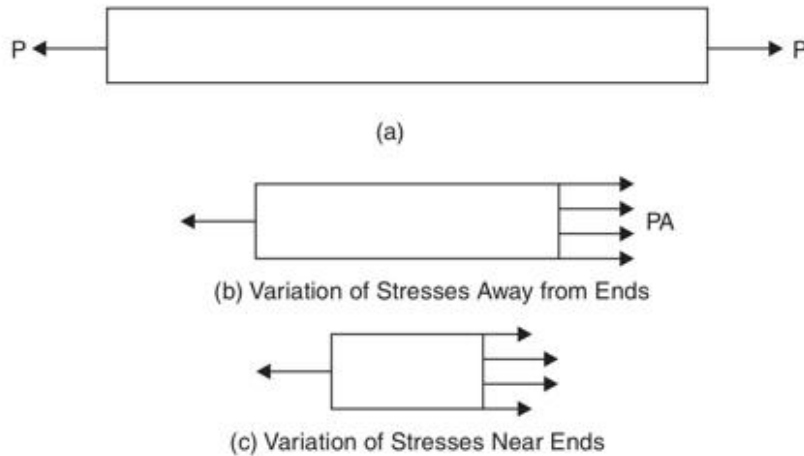 P P
(a)
PA
(b) Variation of Stresses Away from Ends
(c) Variation of Stresses Near Ends